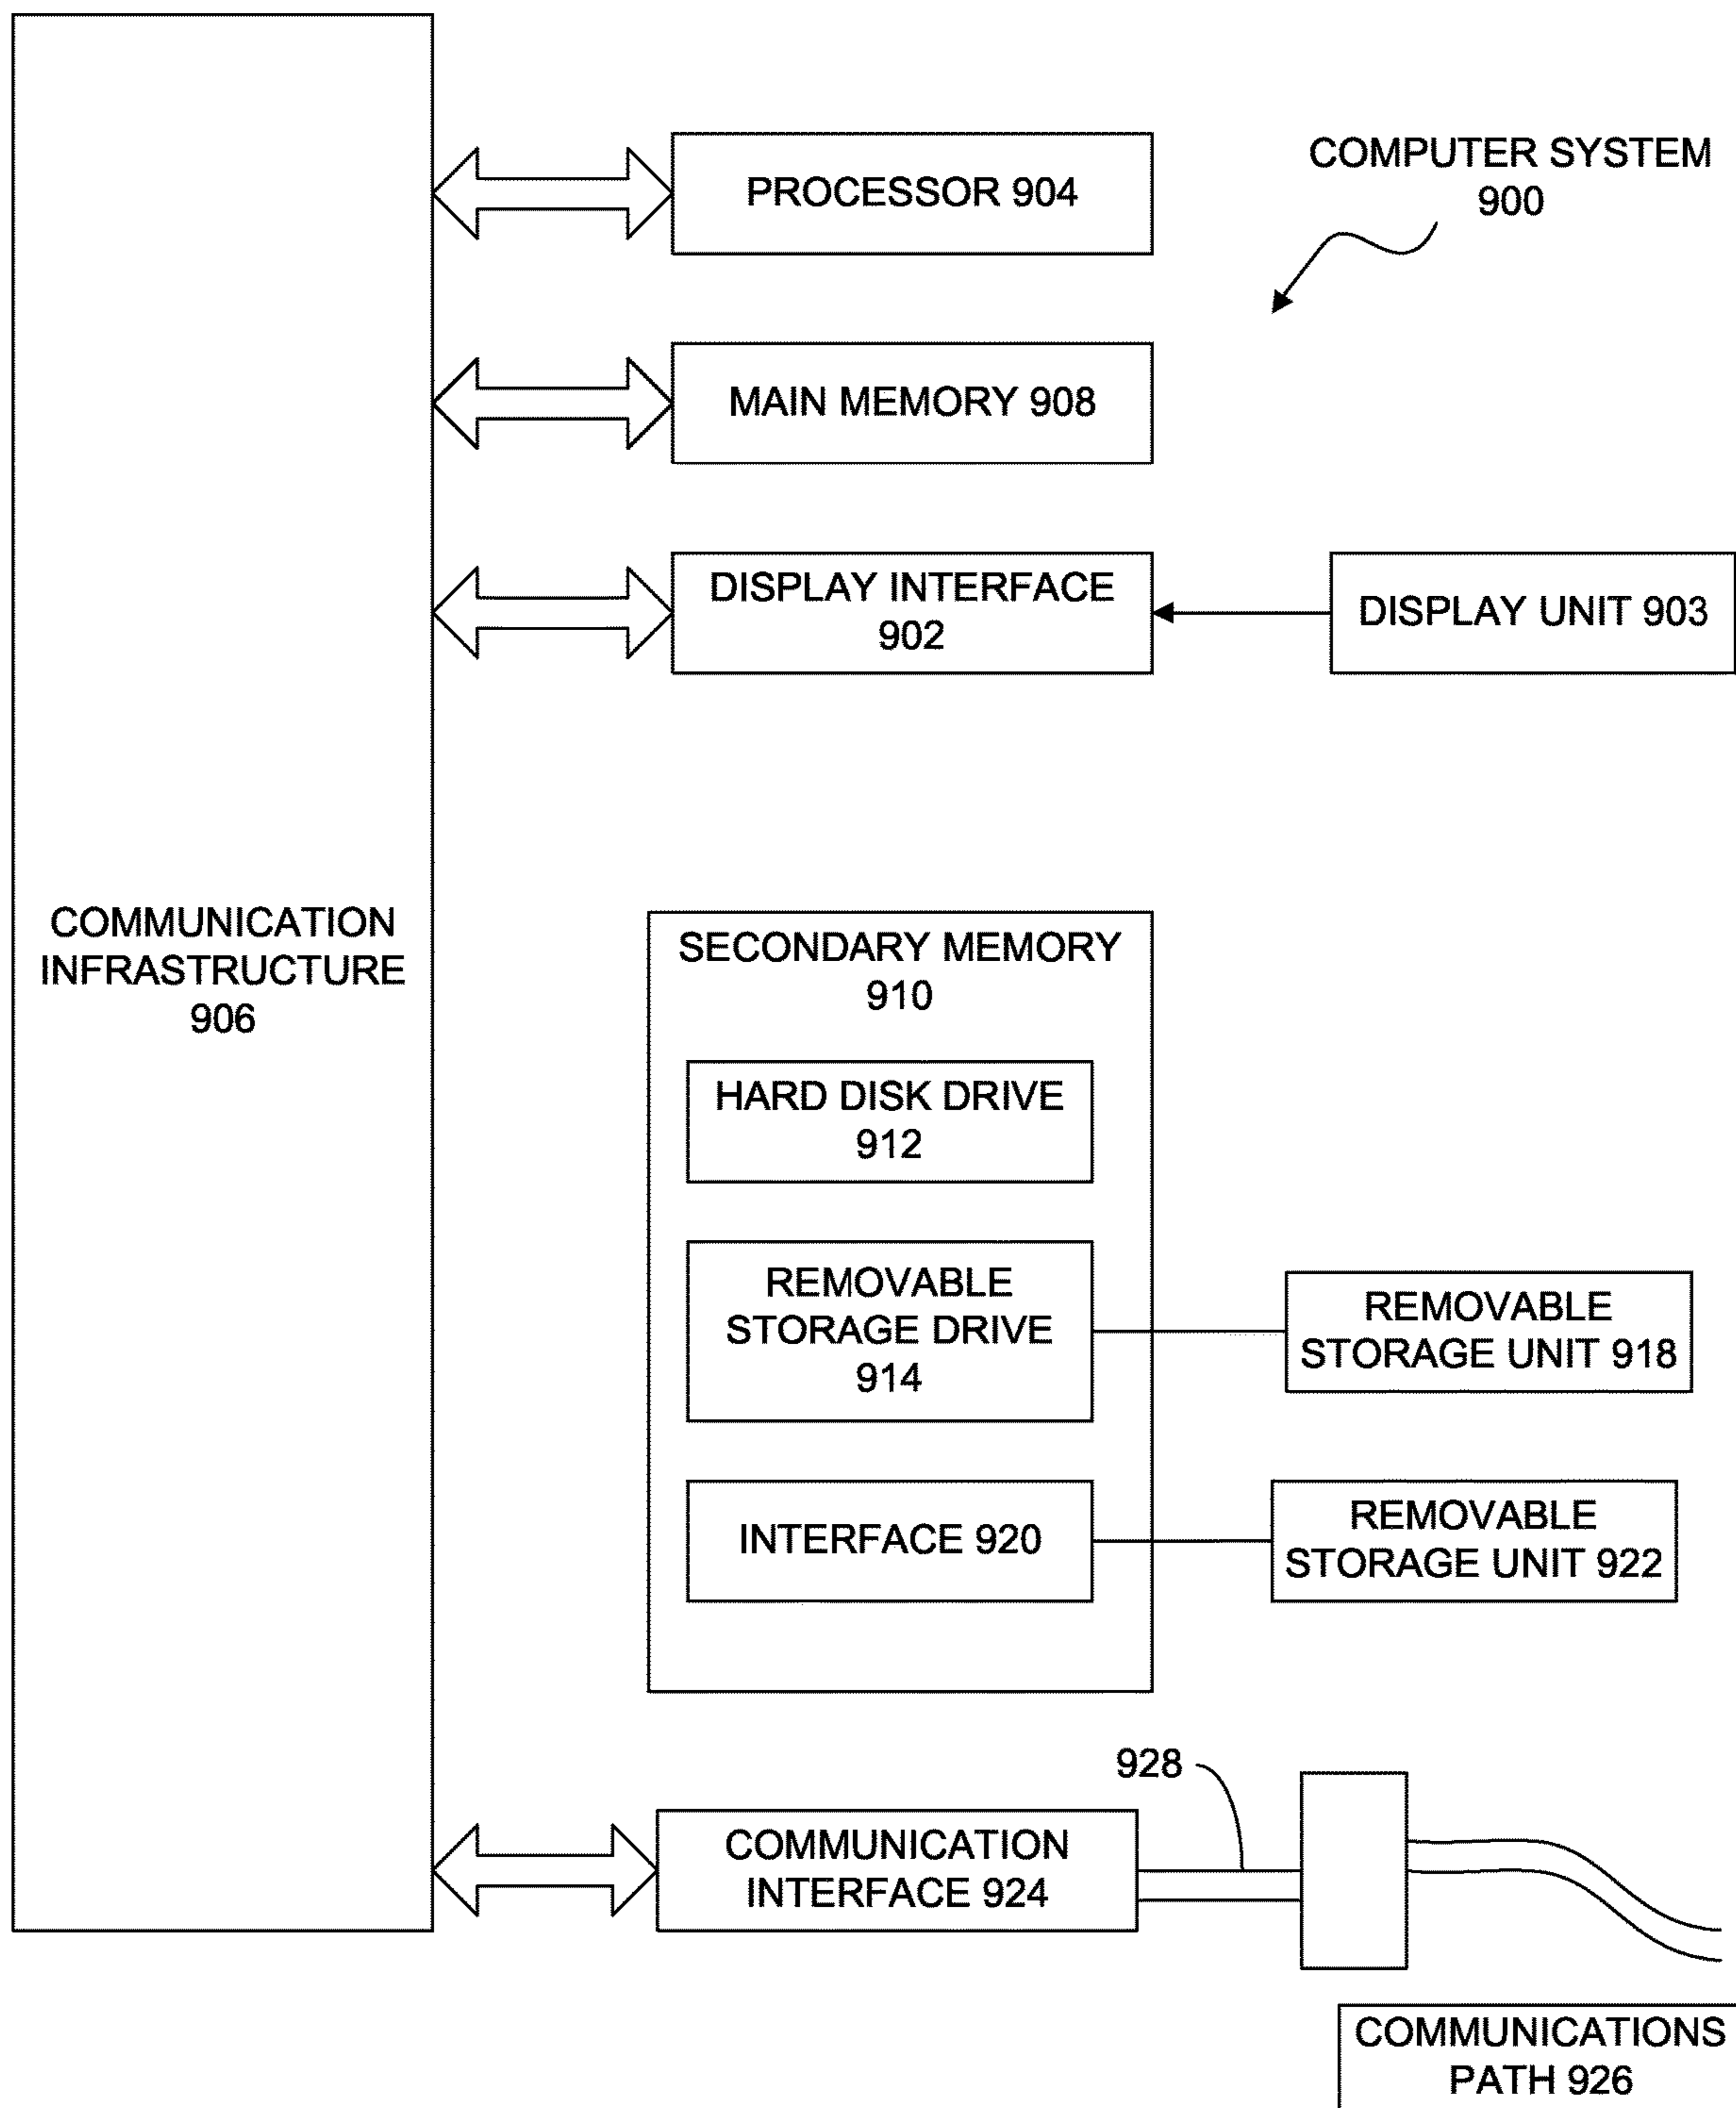 PROCESSOR 904
COMPUTER SYSTEM
900
MAIN MEMORY 908
DISPLAY INTERFACE
902
DISPLAY UNIT 903
COMMUNICATION
INFRASTRUCTURE
906
SECONDARY MEMORY
910
HARD DISK DRIVE
912
REMOVABLE
STORAGE DRIVE
914
REMOVABLE
STORAGE UNIT 918
INTERFACE 920
REMOVABLE
STORAGE UNIT 922
928
COMMUNICATION
INTERFACE 924
COMMUNICATIONS
PATH 926